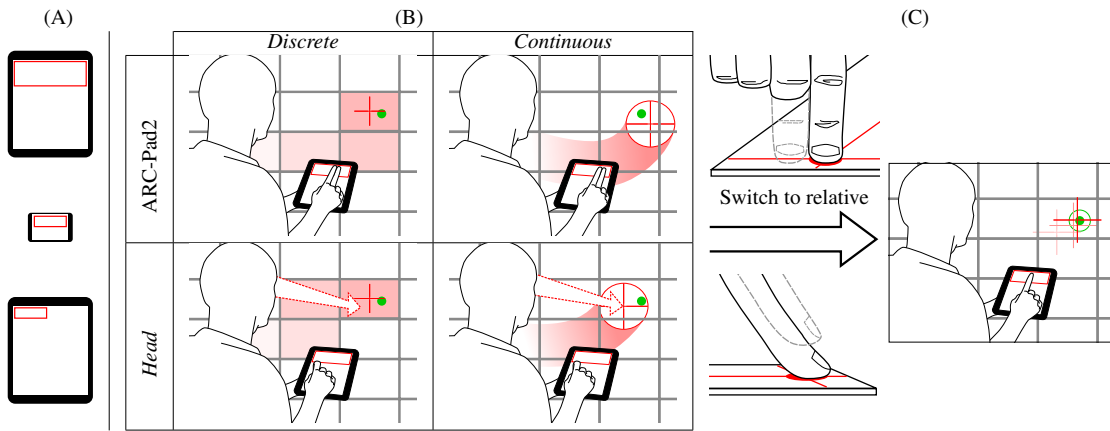 (A)
(B)
(C)
Discrete
Continuous
ARC-Pad2
Head
Switch to relative